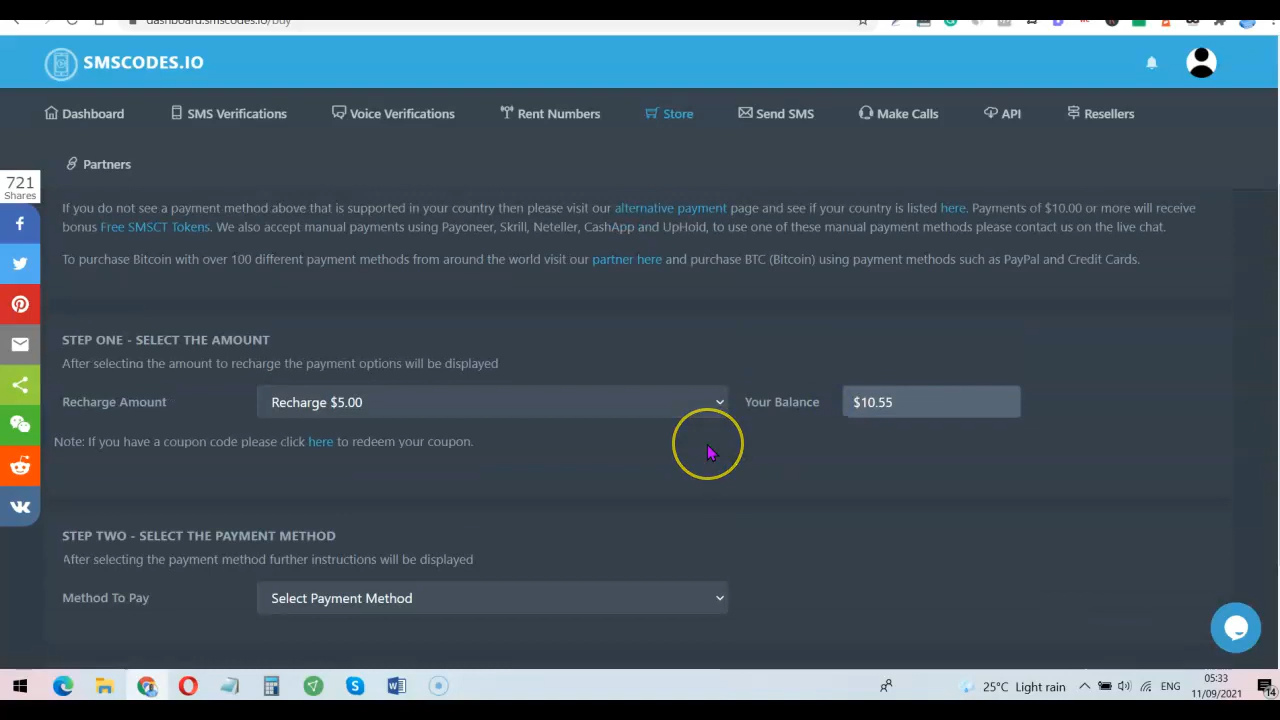 dashboard.smscodes.io/buy
SMSCODES.IO
Dashboard SMS Verifications Voice Verifications Rent Numbers Store Send SMS Make Calls API Resellers
Partners
721
Shares
If you do not see a payment method above that is supported in your country then please visit our alternative payment page and see if your country is listed here. Payments of $10.00 or more will receive
bonus Free SMSCT Tokens. We also accept manual payments using Payoneer, Skrill, Neteller, CashApp and UpHold, to use one of these manual payment methods please contact us on the live chat.
To purchase Bitcoin with over 100 different payment methods from around the world visit our partner here and purchase BTC (Bitcoin) using payment methods such as PayPal and Credit Cards.
STEP ONE - SELECT THE AMOUNT
After selecting the amount to recharge the payment options will be displayed
Recharge Amount Recharge $5.00 Your Balance $10.55
Note: If you have a coupon code please click here to redeem your coupon.
STEP TWO - SELECT THE PAYMENT METHOD
After selecting the payment method further instructions will be displayed
Method To Pay Select Payment Method
25°C Light rain ENG 05:33
11/09/2021 14